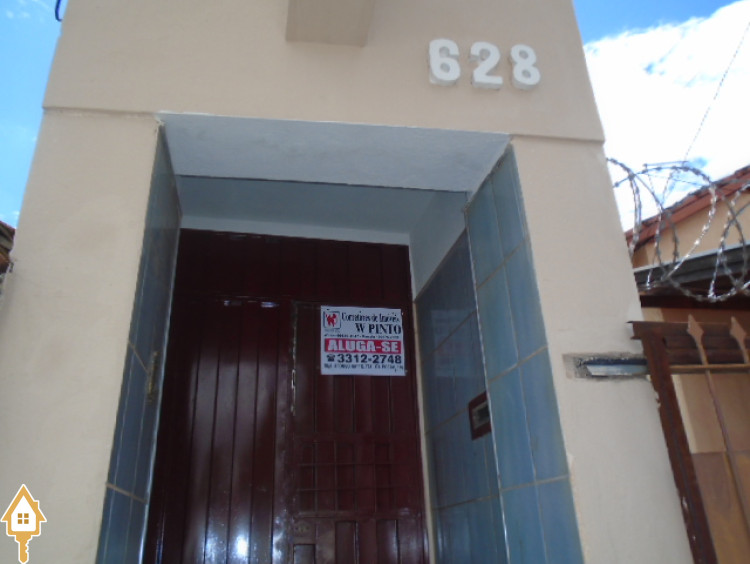 628
Corretores de Imóveis
W PINTO
ALUGA-SE
☎3312-2748